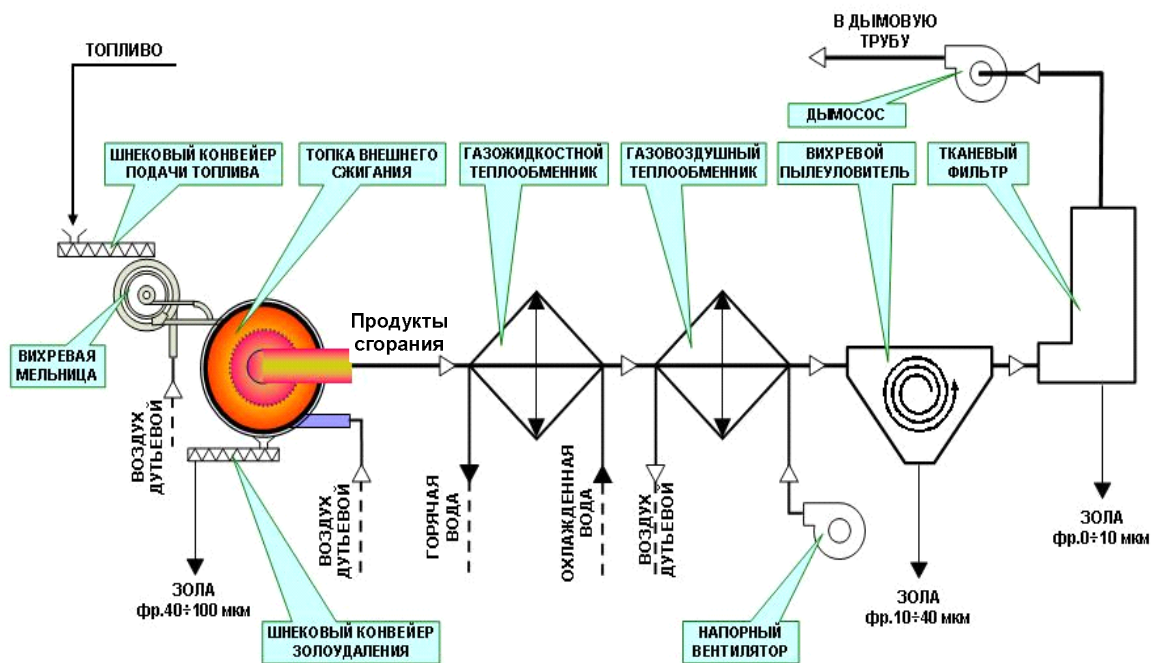 В ДЫМОВУЮ
ТРУБУ
ТОПЛИВО
ДЫМОСОС
ШНЕКОВЫЙ КОНВЕЙЕР
ПОДАЧИ ТОПЛИВА
ТОПКА ВНЕШНЕГО
СЖИГАНИЯ
ГАЗОЖИДКОСТНОЙ
ТЕПЛООБМЕННИК
ГАЗОВОЗДУШНЫЙ
ТЕПЛООБМЕННИК
ВИХРЕВОЙ
ПЫЛЕУЛОВИТЕЛЬ
ТКАНЕВЫЙ
ФИЛЬТР
Продукты
сгорания
ВИХРЕВАЯ
МЕЛЬНИЦА
ВОЗДУХ
ДУТЬЕВОЙ
ВОЗДУХ
ДУТЬЕВОЙ
ГОРЯЧАЯ
ВОДА
ОХЛАЖДЕННАЯ
ВОДА
ВОЗДУХ
ДУТЬЕВОЙ
ЗОЛА
фр.0÷10 мкм
ЗОЛА
фр.40÷100 мкм
ЗОЛА
фр.10÷40 мкм
ШНЕКОВЫЙ КОНВЕЙЕР
ЗОЛОУДАЛЕНИЯ
НАПОРНЫЙ
ВЕНТИЛЯТОР